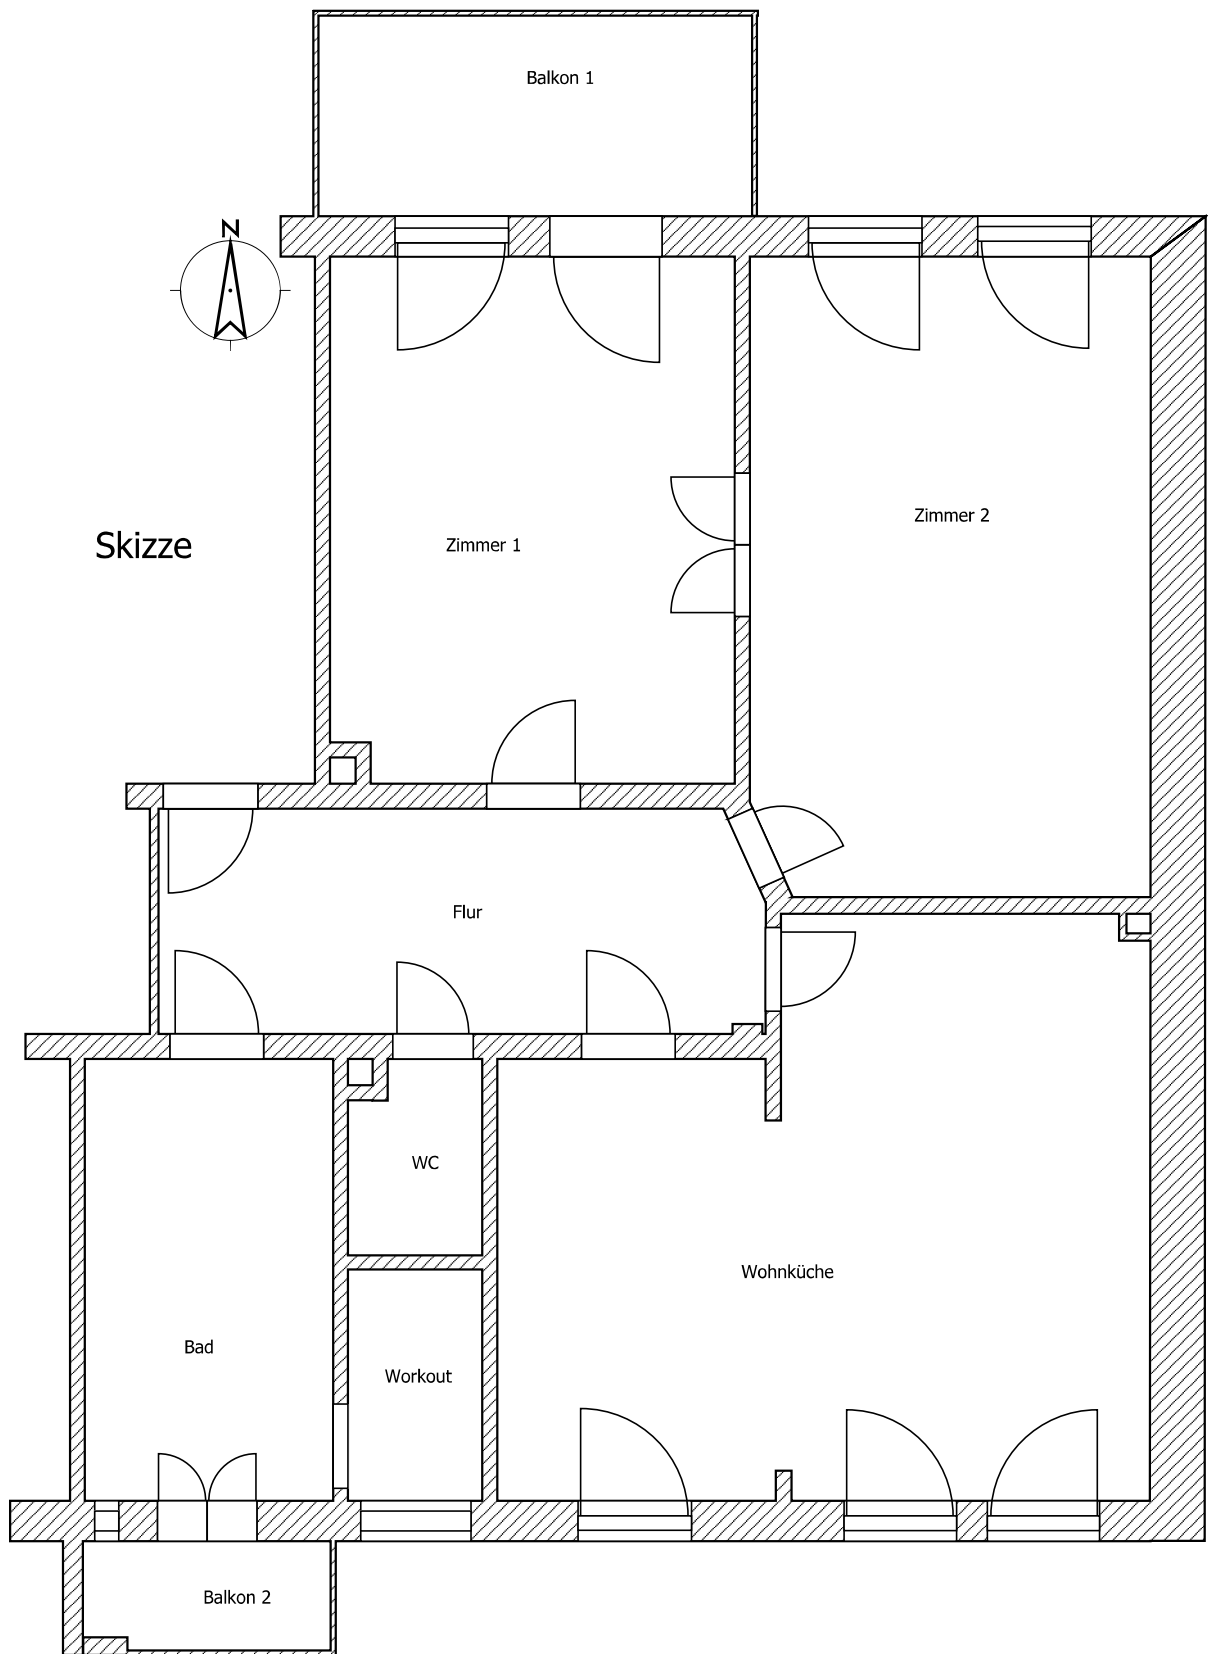 Balkon 1
N
Zimmer 2
Skizze
Zimmer 1
Flur
WC
Wohnküche
Bad
Workout
Balkon 2